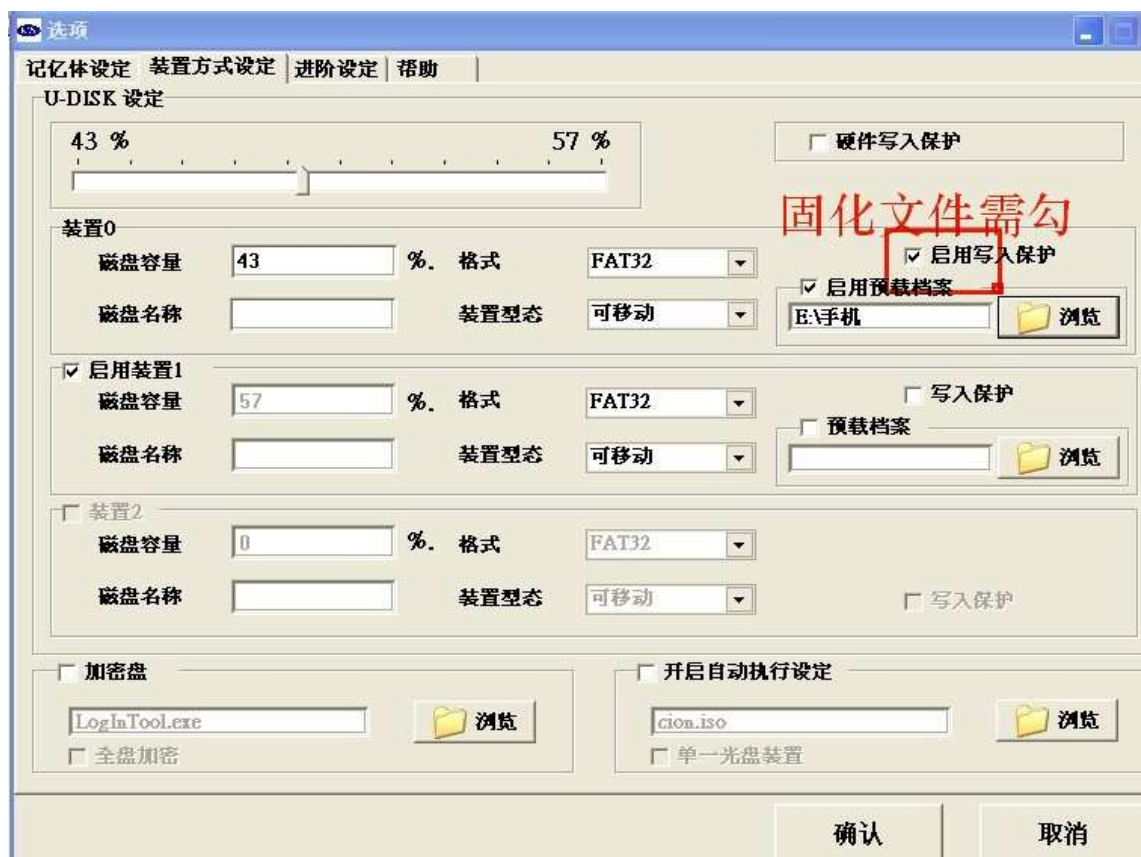 选项
记忆体设定 装置方式设定 进阶设定 帮助
U-DISK 设定
43 % 57 %
硬件写入保护
固化文件需勾
装置0
磁盘容量 43 %. 格式 FAT32 启用写入保护
启用预载档案
磁盘名称 装置型态 可移动 E:\手机 浏览
启用装置1
磁盘容量 57 %. 格式 FAT32 写入保护
预载档案
磁盘名称 装置型态 可移动 浏览
装置2
磁盘容量 0 %. 格式 FAT32
磁盘名称 装置型态 可移动 写入保护
加密盘 开启自动执行设定
LogInTool.exe 浏览 cion.iso 浏览
全盘加密 单一光盘装置
确认 取消